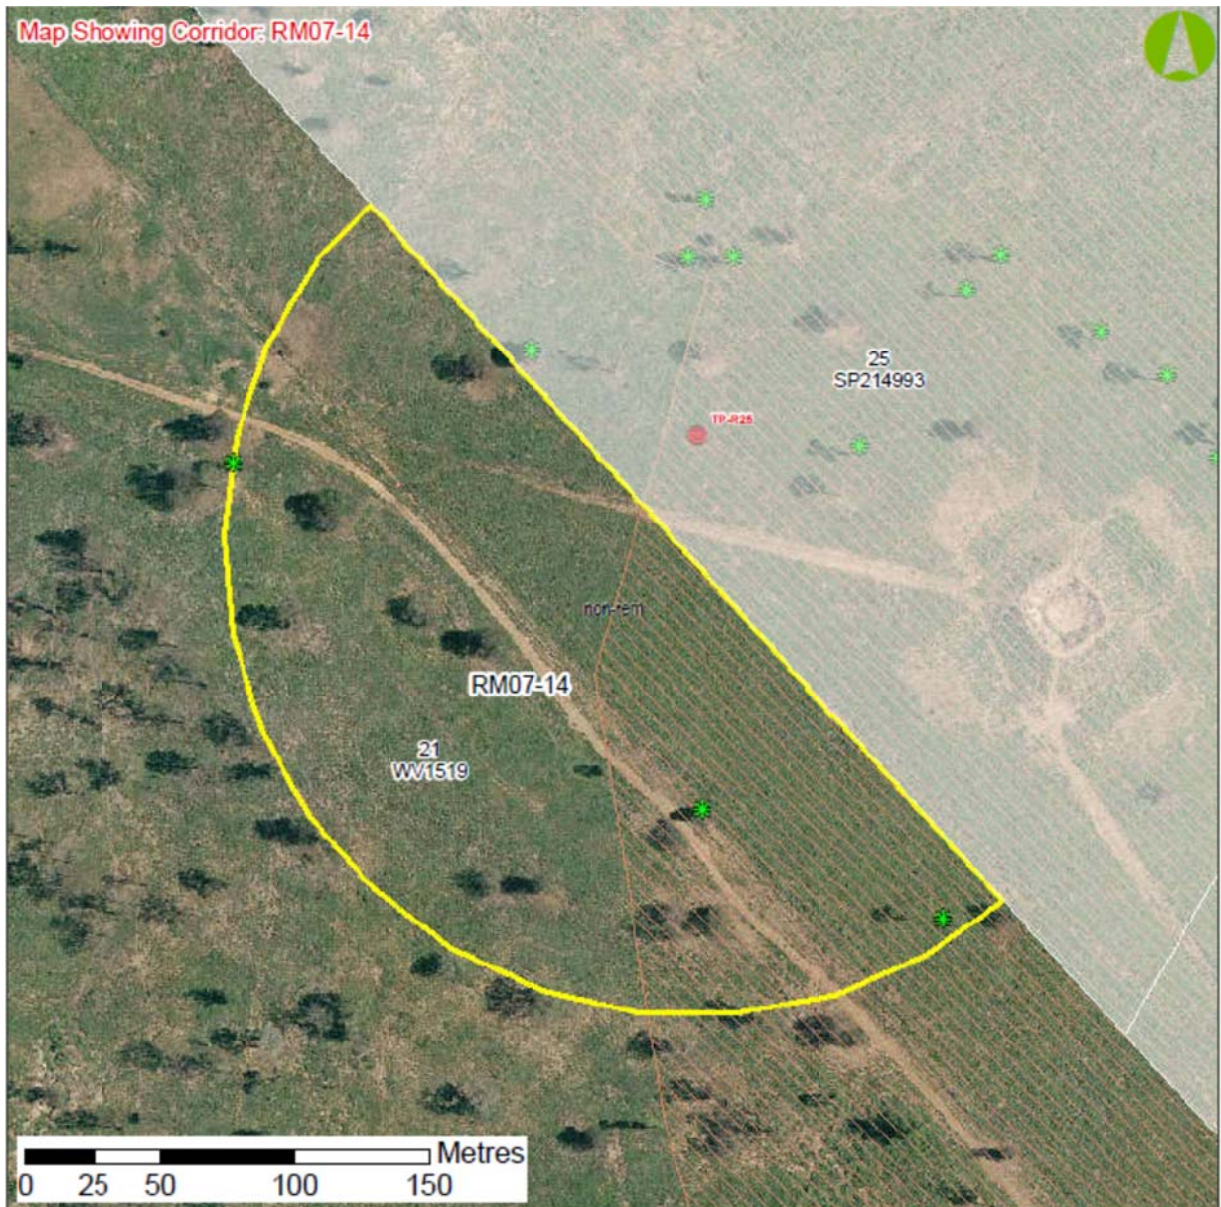 Map Showing Corridor: RM07-14
25
SP214993
TP-R25
non-rem
RM07-14
21
WV1519
Metres
0 25 50 100 150